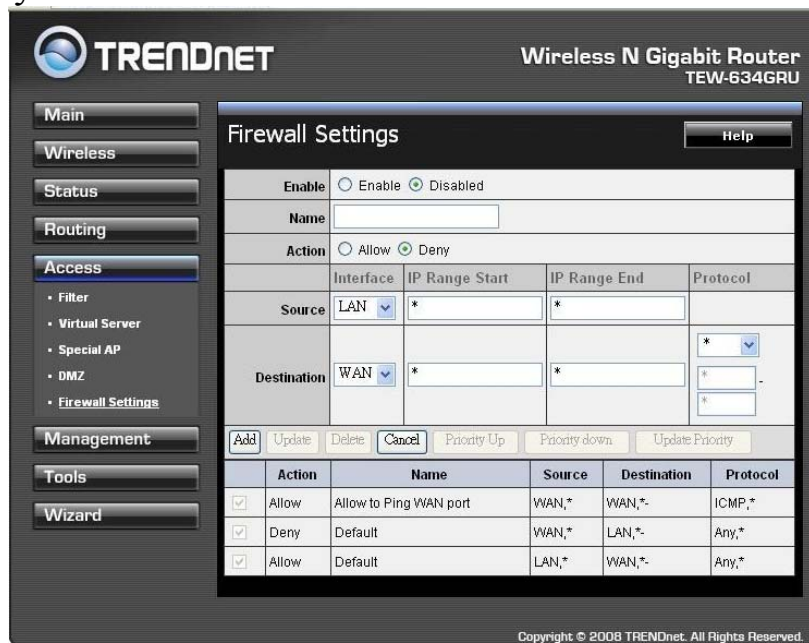 TRENDNET
Wireless N Gigabit Router
TEW-634GRU
Main
Wireless
Status
Routing
Access
• Filter
• Virtual Server
• Special AP
• DMZ
• Firewall Settings
Management
Tools
Wizard
Firewall Settings
Help
Enable Enable Disabled
Name
Action Allow Deny
Interface IP Range Start IP Range End Protocol
Source LAN * *
Destination WAN * * *
* -
*
Add Update Delete Cancel Priority Up Priority down Update Priority
Action Name Source Destination Protocol
Allow Allow to Ping WAN port WAN,* WAN,*- ICMP,*
Deny Default WAN,* LAN,*- Any,*
Allow Default LAN,* WAN,*- Any,*
Copyright © 2008 TRENDnet. All Rights Reserved.